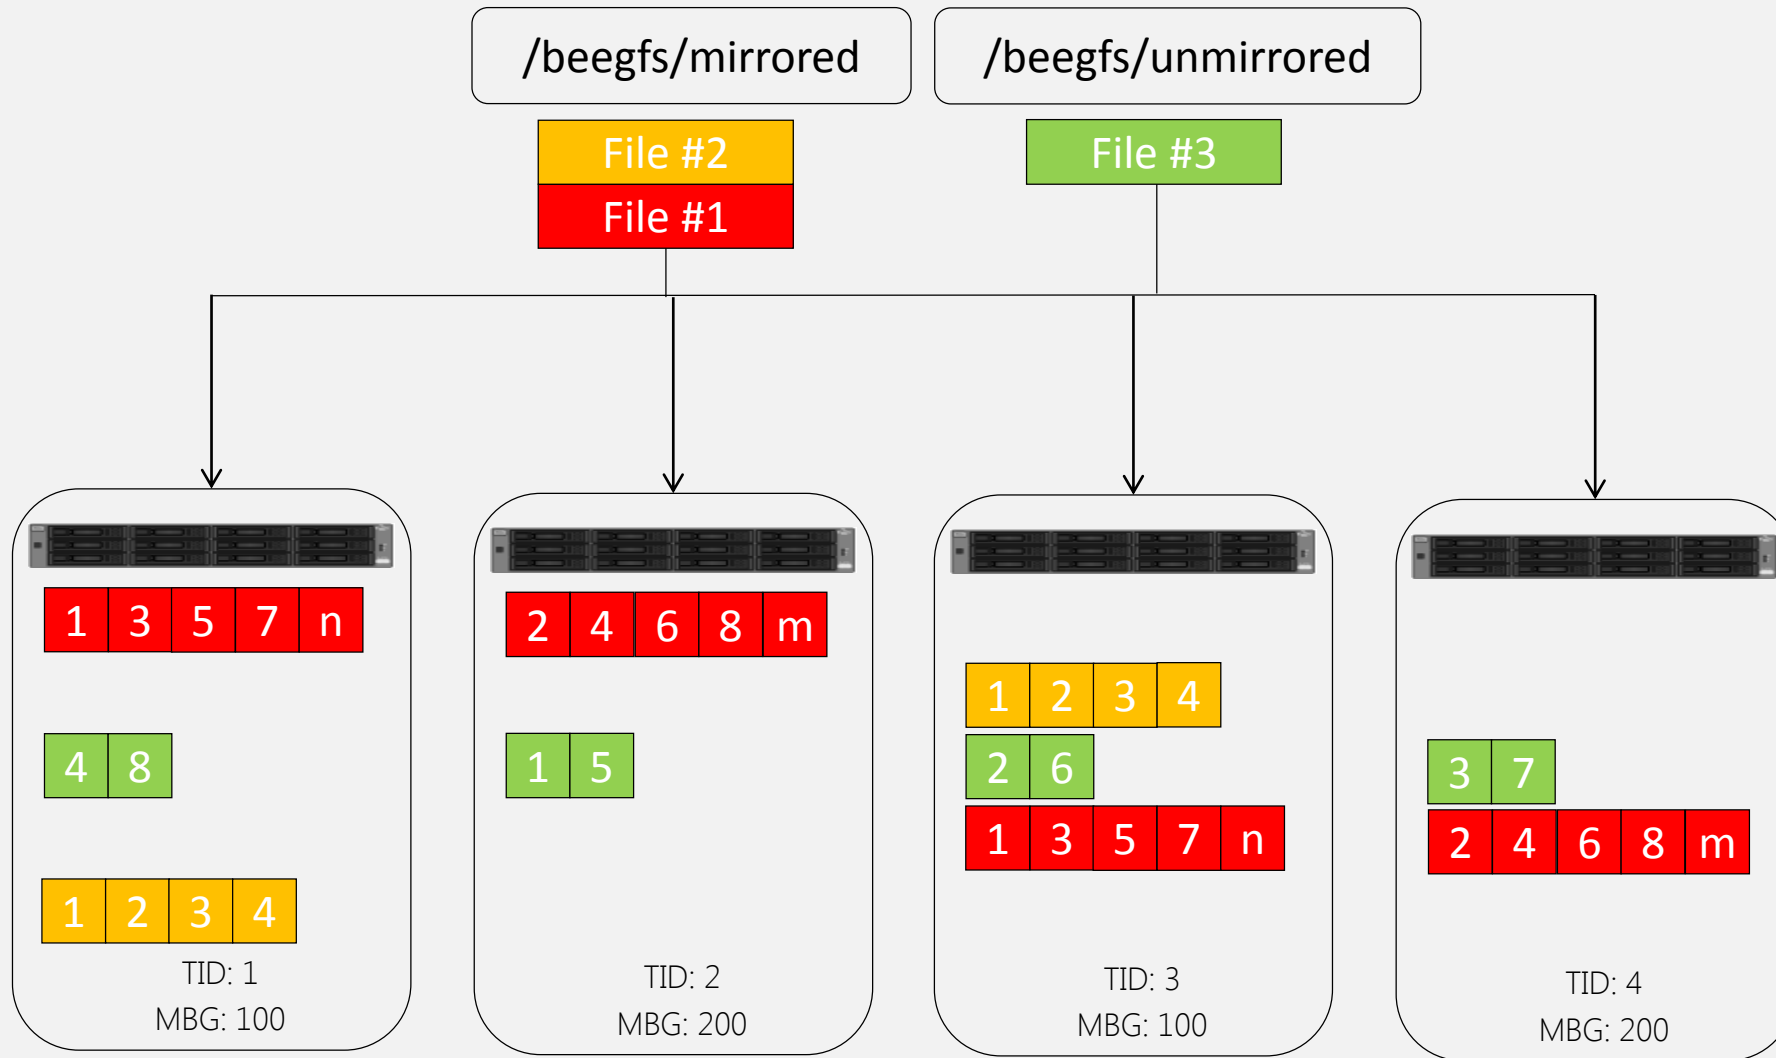 /beegfs/mirrored
/beegfs/unmirrored
File #2
File #1
File #3
1 3 5 7 n
4 8
1 2 3 4
TID: 1
MBG: 100
2 4 6 8 m
1 5
TID: 2
MBG: 200
1 2 3 4
2 6
1 3 5 7 n
TID: 3
MBG: 100
3 7
2 4 6 8 m
TID: 4
MBG: 200